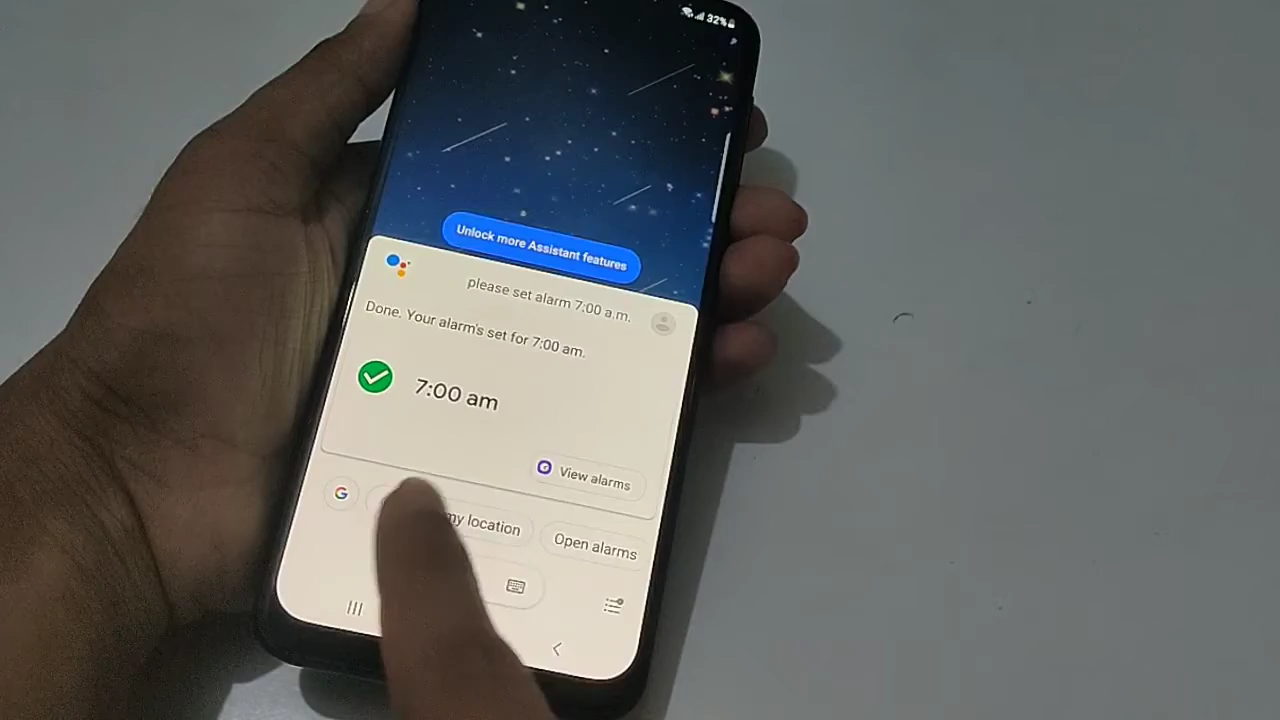 32%
Unlock more Assistant features
please set alarm 7:00 a.m.
Done. Your alarm's set for 7:00 am.
7:00 am
View alarms
G
my location
Open alarms